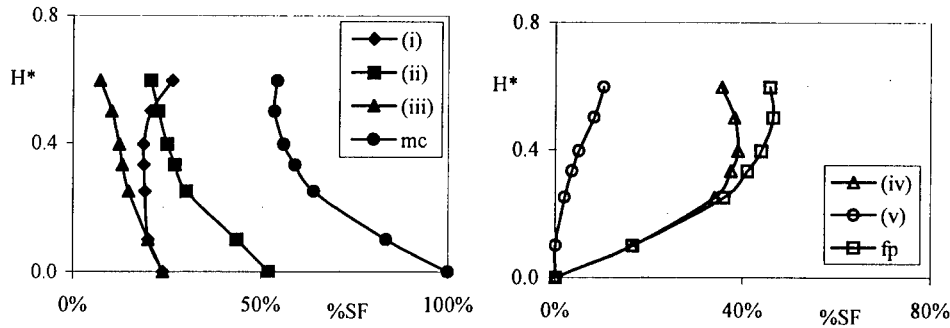 0.8
H*
0.4
0.0
0%
50%
%SF
100%
(i)
(ii)
(iii)
mc
0.8
H*
0.4
0.0
0%
40%
%SF
80%
(iv)
(v)
fp